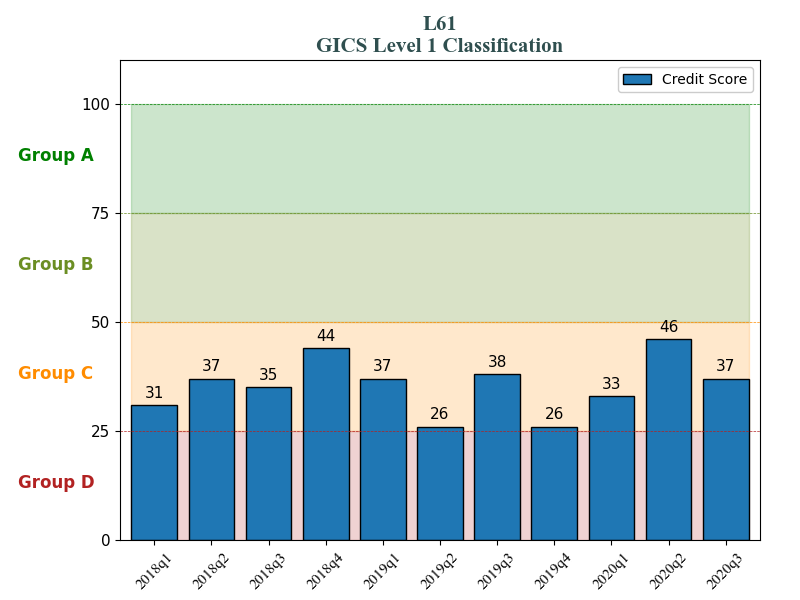 L61
GICS Level 1 Classification
Credit Score
100
Group A
75
Group B
50
46
44
38
37
37
37
35
Group C
33
31
26
26
25
Group D
0
2018q1
2018q2
2018q3
2018q4
2019q1
2019q2
2019q3
2019q4
2020q1
2020q2
2020q3